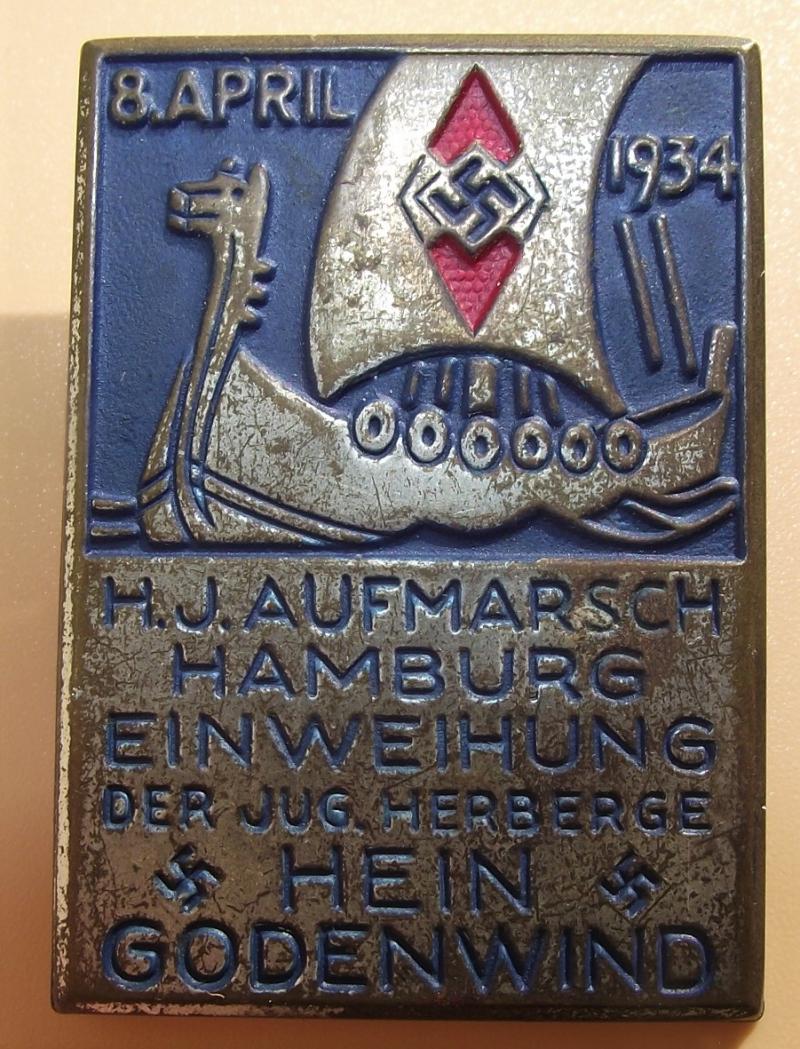 8. APRIL
1934
H.J. AUFMARSCH
HAMBURG
EINWEIHUNG
DER JUG. HERBERGE
HEIN
GODENWIND